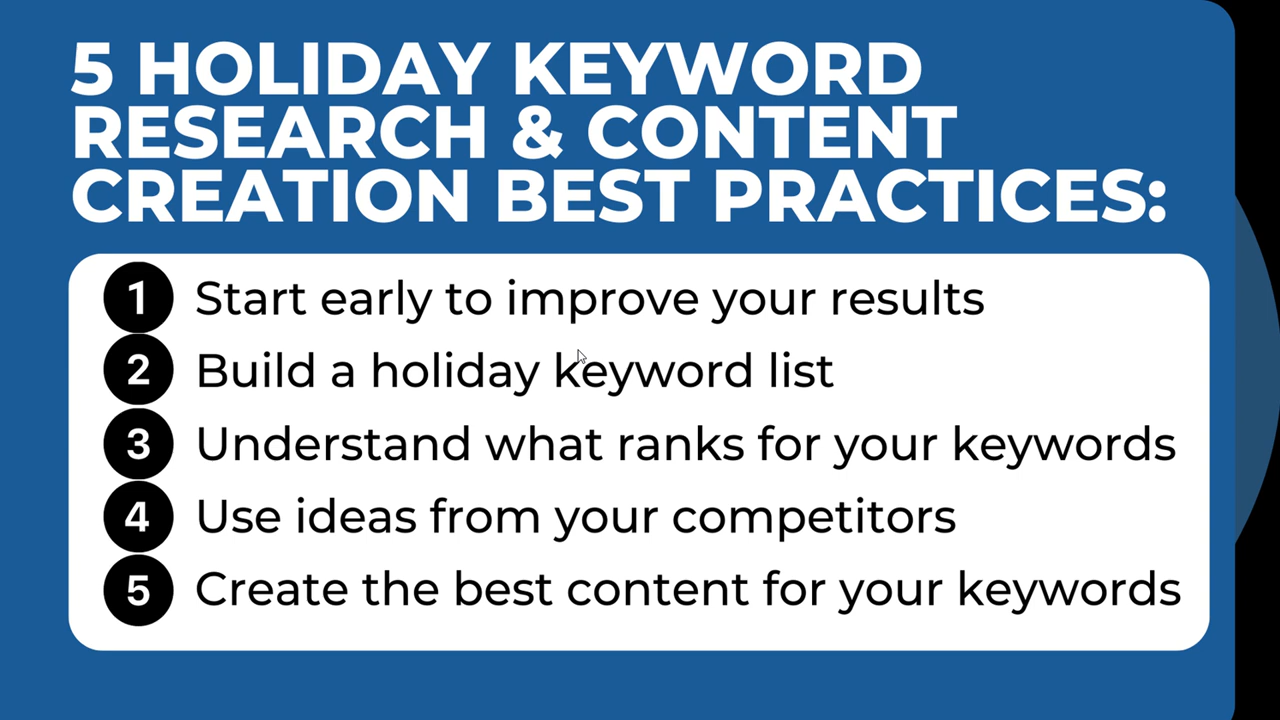 5 HOLIDAY KEYWORD
RESEARCH & CONTENT
CREATION BEST PRACTICES:
1 Start early to improve your results
2 Build a holiday keyword list
3 Understand what ranks for your keywords
4 Use ideas from your competitors
5 Create the best content for your keywords